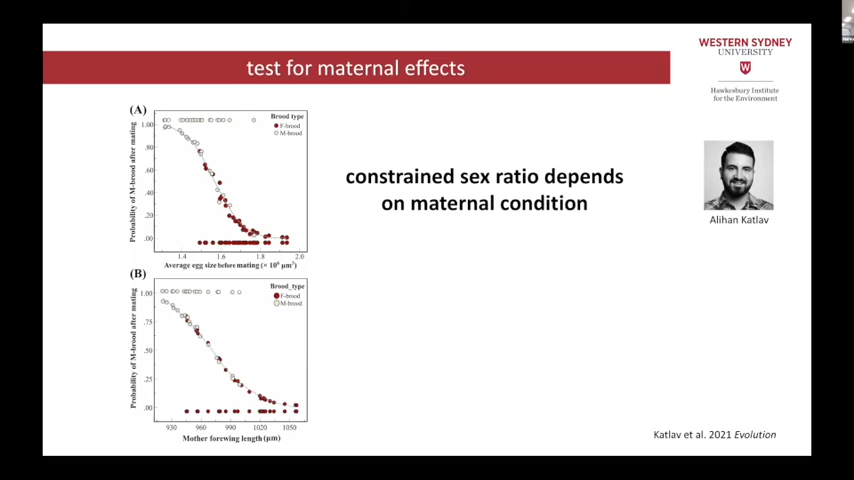 test for maternal effects
WESTERN SYDNEY
UNIVERSITY
W
Hawkesbury Institute
for the Environment
(A)
Brood type
F-brood
M-brood
Probability of M-brood after mating
1.00
.80
.60
.40
.20
.00
1.4 1.6 1.8 2.0
Average egg size before mating (× 10⁶ μm³)
constrained sex ratio depends
on maternal condition
Alihan Katlav
(B)
Brood_type
F-brood
M-brood
Probability of M-brood after mating
1.00
.75
.50
.25
.00
930 960 990 1020 1050
Mother forewing length (μm)
Katlav et al. 2021 Evolution